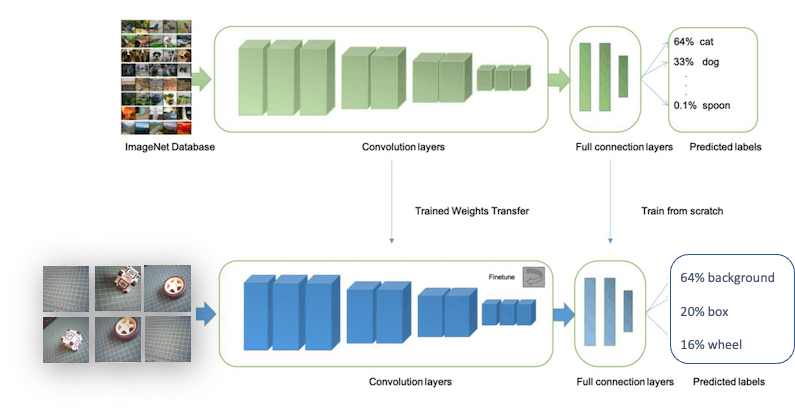 64% cat
33% dog
.
.
.
0.1% spoon
ImageNet Database
Convolution layers
Full connection layers
Predicted labels
Trained Weights Transfer
Train from scratch
Finetune
64% background
20% box
16% wheel
Convolution layers
Full connection layers
Predicted labels